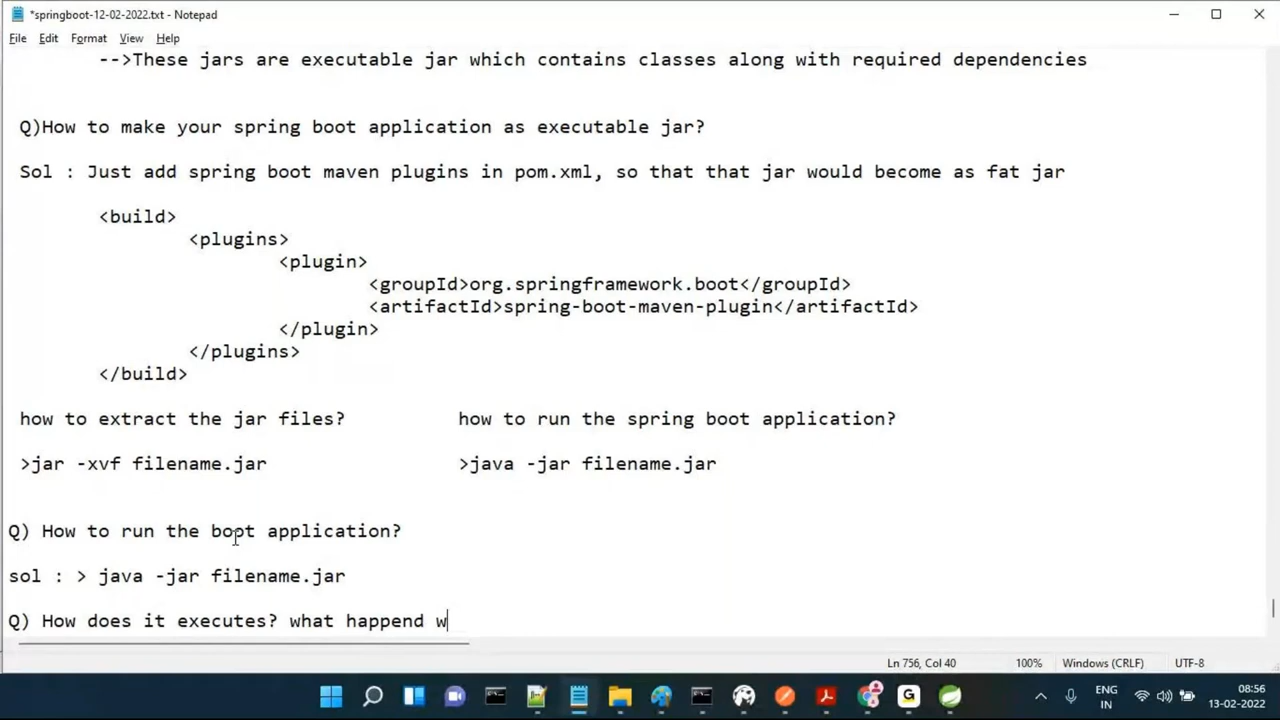 *springboot-12-02-2022.txt - Notepad
File Edit Format View Help
-->These jars are executable jar which contains classes along with required dependencies
Q)How to make your spring boot application as executable jar?
Sol : Just add spring boot maven plugins in pom.xml, so that that jar would become as fat jar
<build>
<plugins>
<plugin>
<groupId>org.springframework.boot</groupId>
<artifactId>spring-boot-maven-plugin</artifactId>
</plugin>
</plugins>
</build>
how to extract the jar files? how to run the spring boot application?
>jar -xvf filename.jar >java -jar filename.jar
Q) How to run the boot application?
sol : > java -jar filename.jar
Q) How does it executes? what happend w
Ln 756, Col 40 100% Windows (CRLF) UTF-8
ENG 08:56
IN 13-02-2022